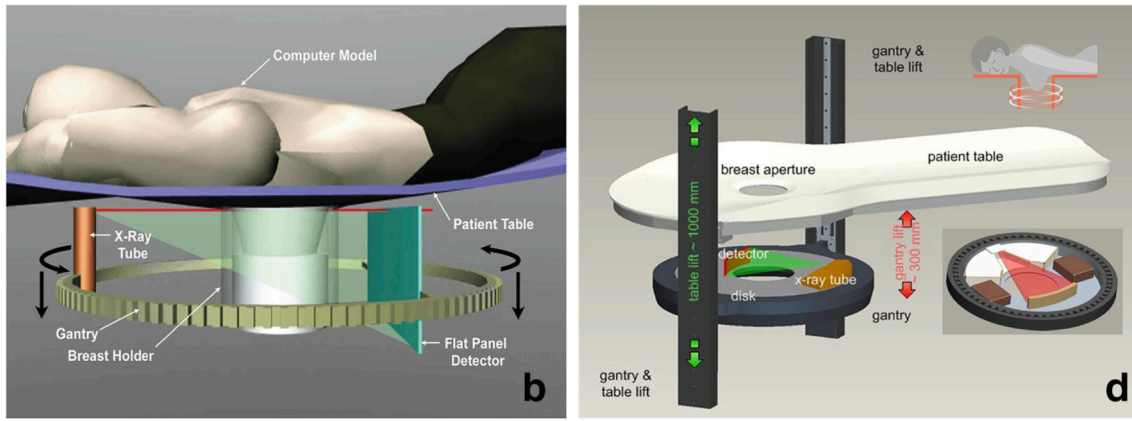 Computer Model
Patient Table
X-Ray
Tube
Gantry
Breast Holder
Flat Panel
Detector
b
gantry &
table lift
breast aperture
patient table
table lift ~ 1000 mm
gantry lift
~ 300 mm
detector
x-ray tube
disk
gantry
gantry &
table lift
d